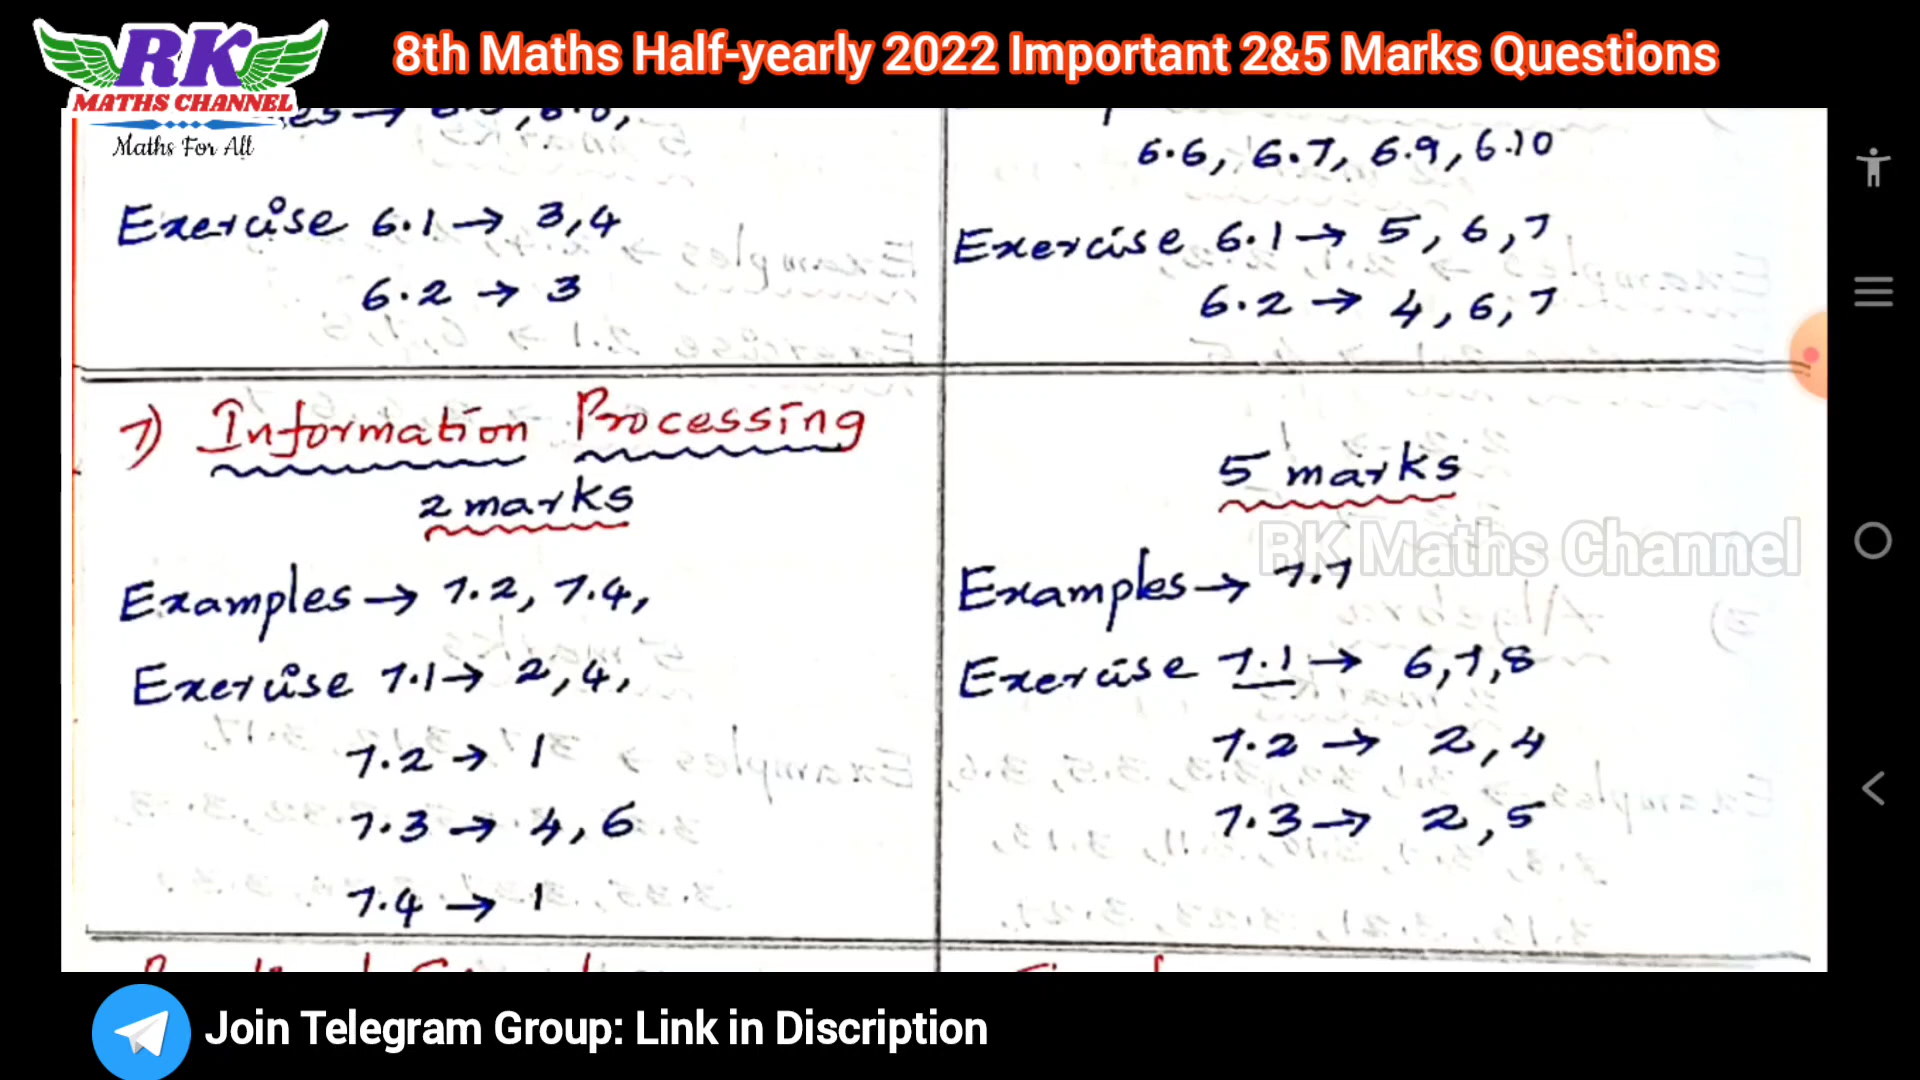 RK
MATHS CHANNEL
Maths For All
8th Maths Half-yearly 2022 Important 2&5 Marks Questions
Exercise 6.1 → 3,4
6.2 → 3
6.6, 6.7, 6.9, 6.10
Exercise 6.1 → 5, 6, 7
6.2 → 4, 6, 7
7) Information Processing
2 marks
Examples → 7.2, 7.4,
Exercise 7.1 → 2, 4,
7.2 → 1
7.3 → 4, 6
7.4 → 1
5 marks
RK Maths Channel
Examples → 7.7
Exercise 7.1 → 6,7,8
7.2 → 2, 4
7.3 → 2, 5
Join Telegram Group: Link in Discription